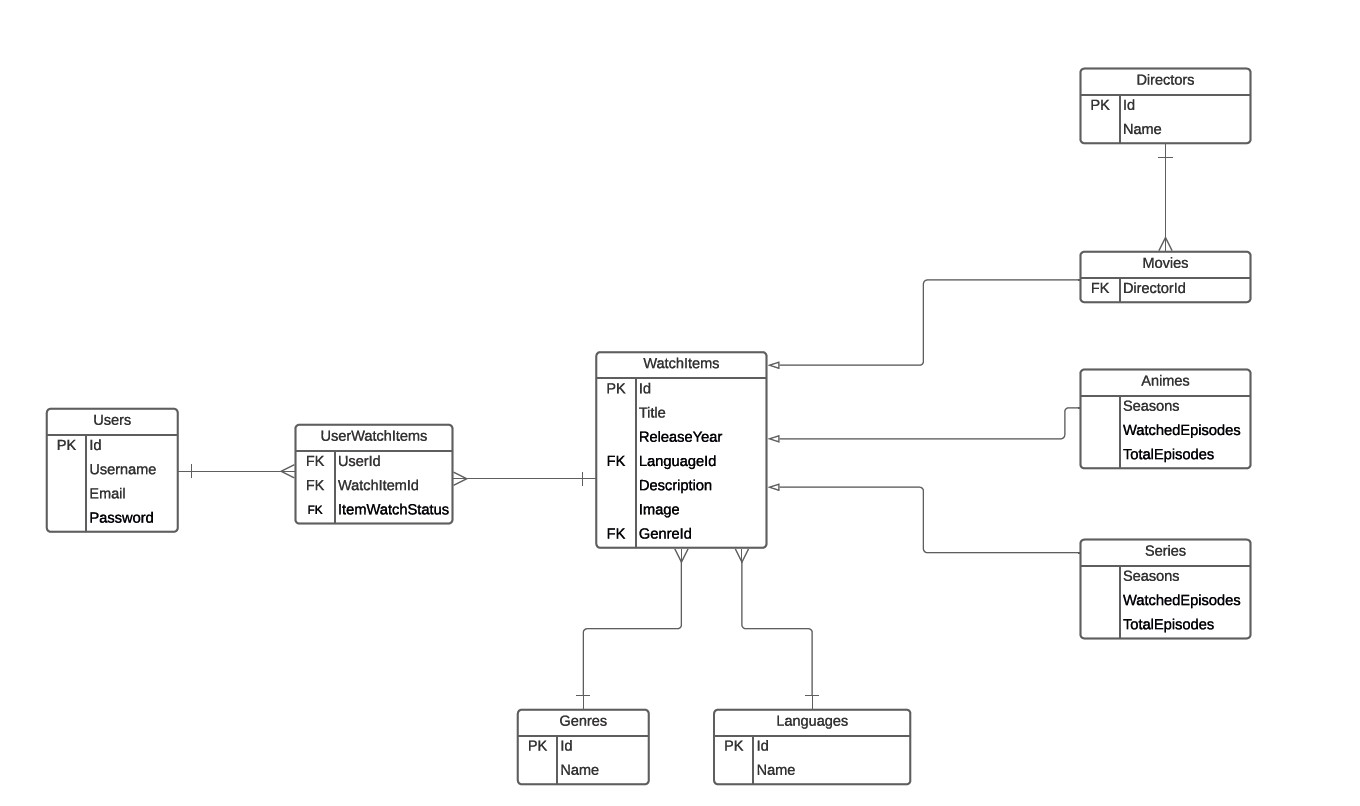 Directors
PK Id
Name
Movies
FK DirectorId
WatchItems
PK Id
Title
ReleaseYear
FK LanguageId
Description
Image
FK GenreId
Animes
Seasons
WatchedEpisodes
TotalEpisodes
Users
PK Id
Username
Email
Password
UserWatchItems
FK UserId
FK WatchItemId
FK ItemWatchStatus
Series
Seasons
WatchedEpisodes
TotalEpisodes
Genres
PK Id
Name
Languages
PK Id
Name